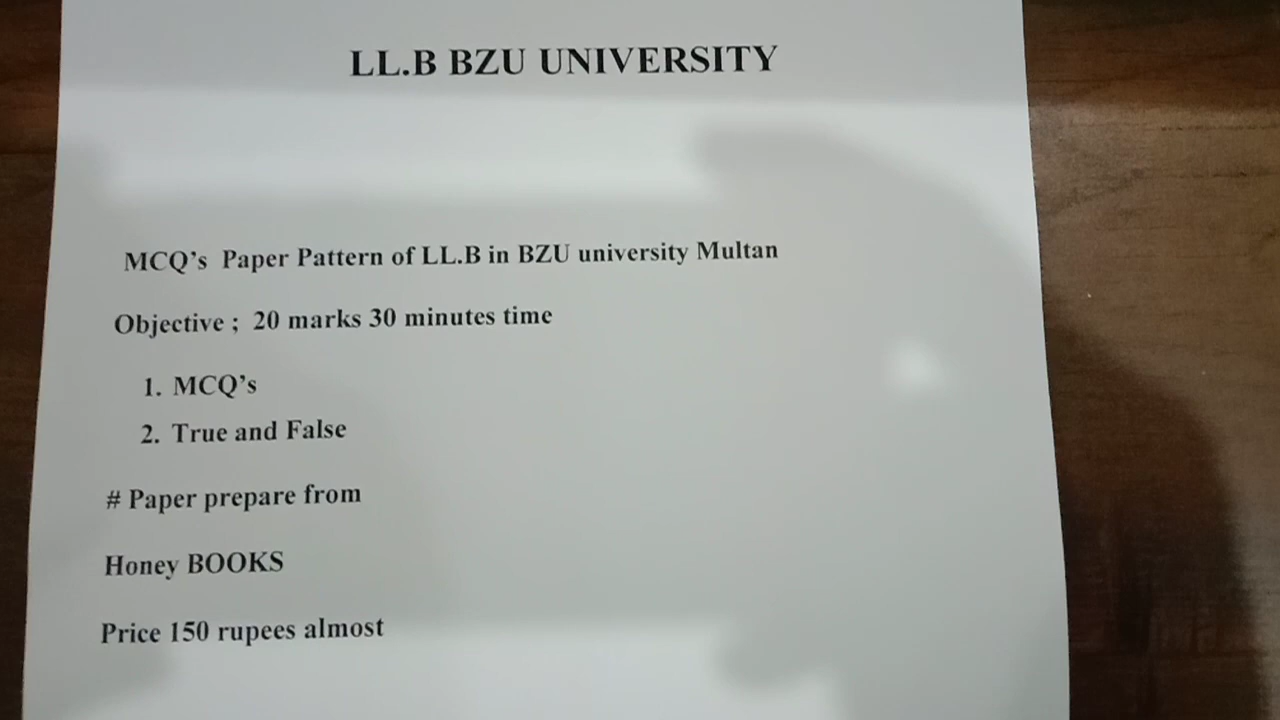 LL.B BZU UNIVERSITY
MCQ's Paper Pattern of LL.B in BZU university Multan
Objective ; 20 marks 30 minutes time
1. MCQ's
2. True and False
# Paper prepare from
Honey BOOKS
Price 150 rupees almost